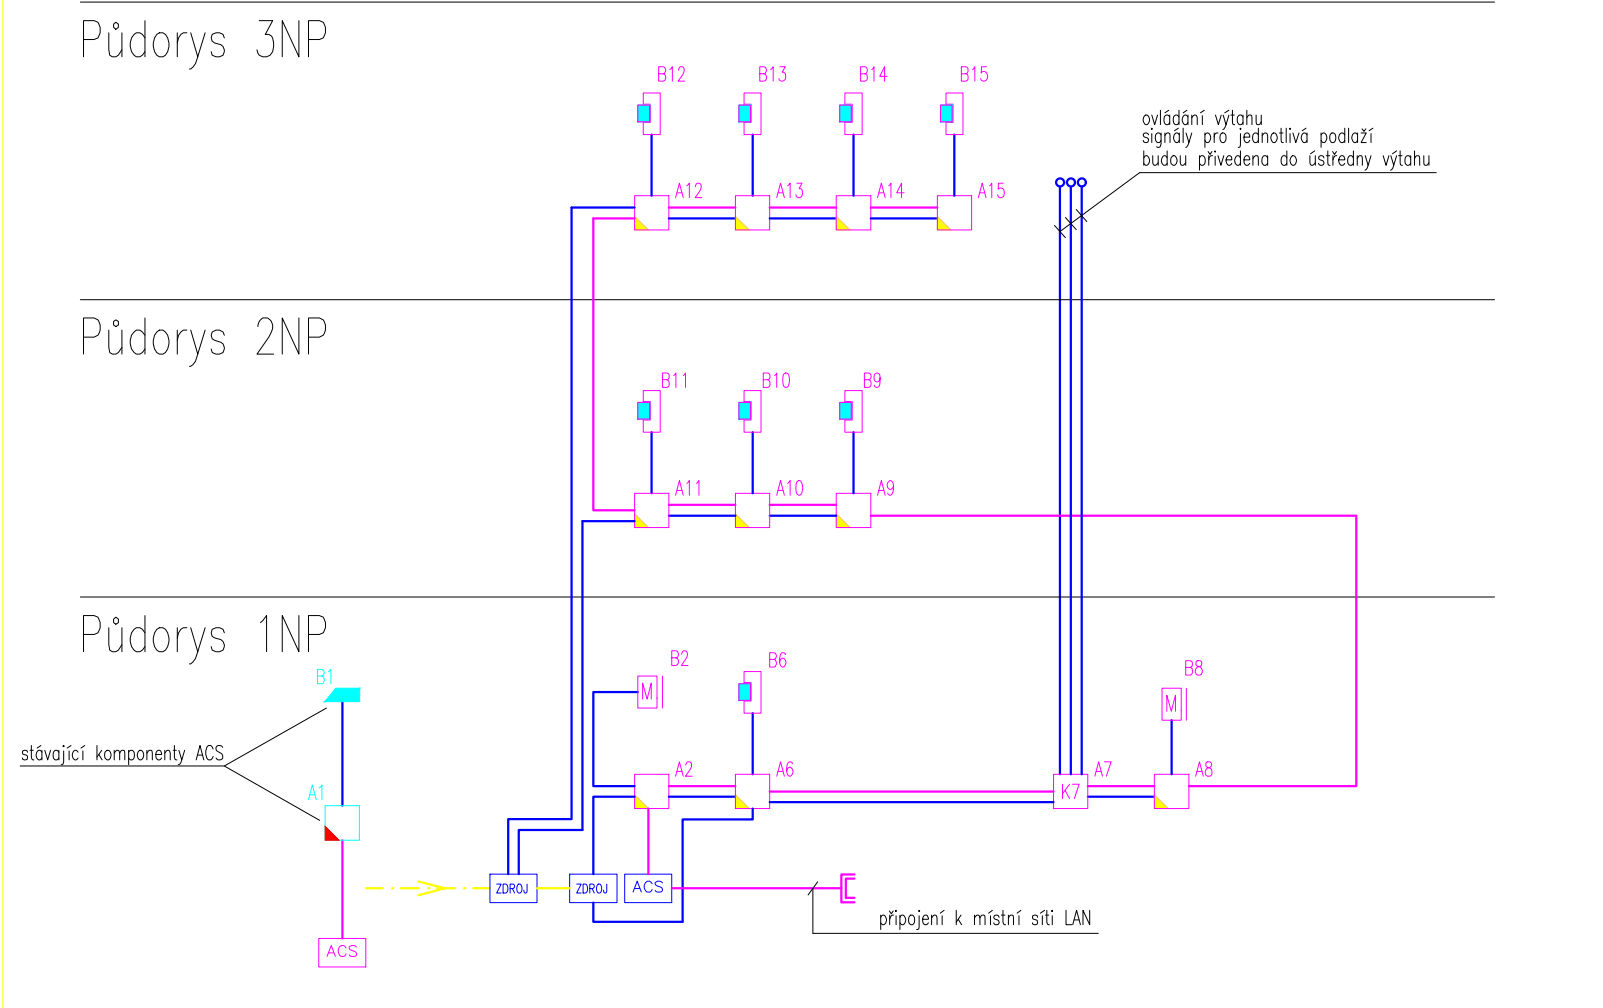 Půdorys 3NP
B12
B13
B14
B15
ovládání výtahu
signály pro jednotlivá podlaží
budou přivedena do ústředny výtahu
A12
A13
A14
A15
Půdorys 2NP
B11
B10
B9
A11
A10
A9
Půdorys 1NP
B1
B2
B6
B8
M
M
stávající komponenty ACS
A1
A2
A6
A7
A8
K7
ZDROJ
ZDROJ
ACS
připojení k místní síti LAN
ACS